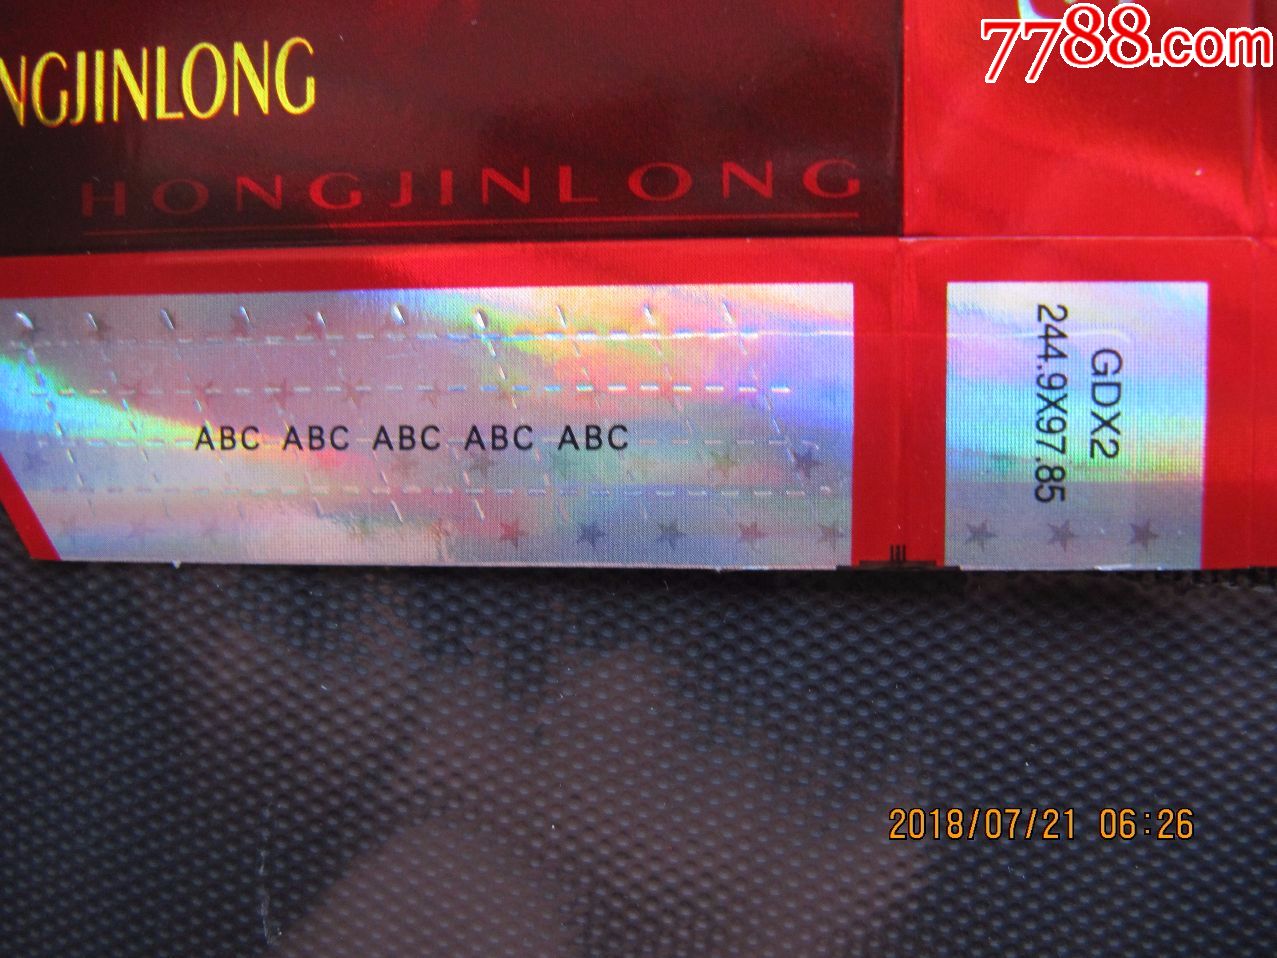 7788.com
NGJINLONG
HONGJINLONG
ABC ABC ABC ABC ABC
GDX2
244.9X97.85
2018/07/21 06:26